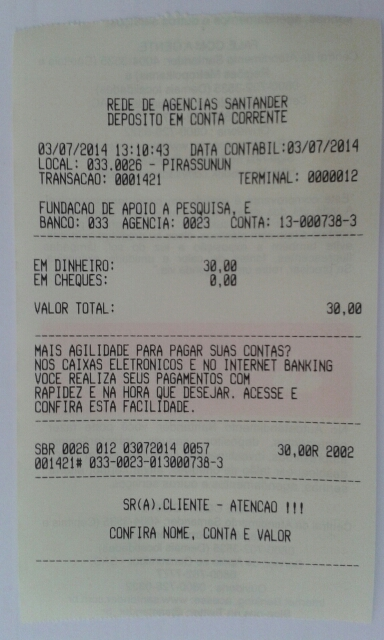 REDE DE AGENCIAS SANTANDER
DEPOSITO EM CONTA CORRENTE
03/07/2014 13:10:43 DATA CONTABIL:03/07/2014
LOCAL: 033.0026 - PIRASSUNUN
TRANSACAO: 0001421 TERMINAL: 0000012
FUNDACAO DE APOIO A PESQUISA, E
BANCO: 033 AGENCIA: 0023 CONTA: 13-000738-3
EM DINHEIRO: 30,00
EM CHEQUES: 0,00
VALOR TOTAL: 30,00
MAIS AGILIDADE PARA PAGAR SUAS CONTAS?
NOS CAIXAS ELETRONICOS E NO INTERNET BANKING
VOCE REALIZA SEUS PAGAMENTOS COM
RAPIDEZ E NA HORA QUE DESEJAR. ACESSE E
CONFIRA ESTA FACILIDADE.
SBR 0026 012 03072014 0057 30,00R 2002
001421# 033-0023-013000738-3
SR(A).CLIENTE - ATENCAO !!!
CONFIRA NOME, CONTA E VALOR